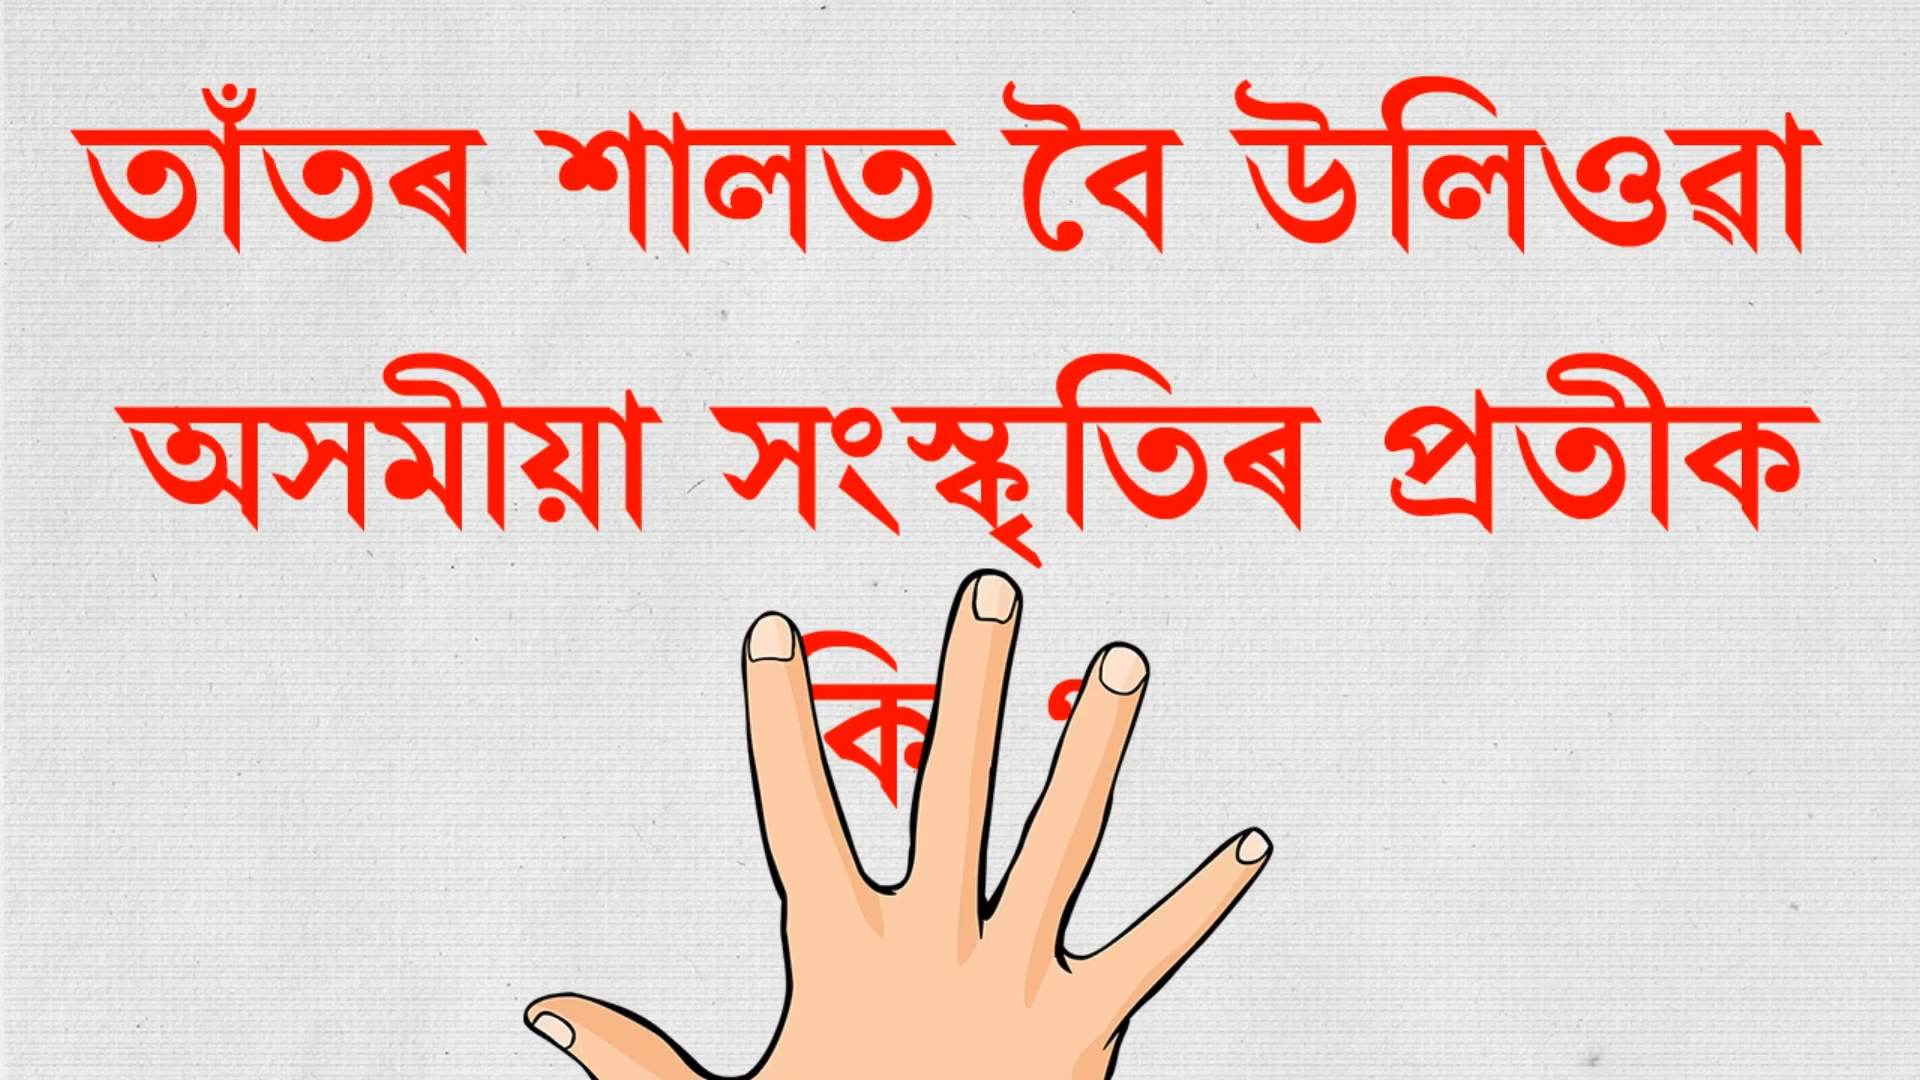 তাঁতৰ শালত বৈ উলিওৱা
অসমীয়া সংস্কৃতিৰ প্ৰতীক
কি ?